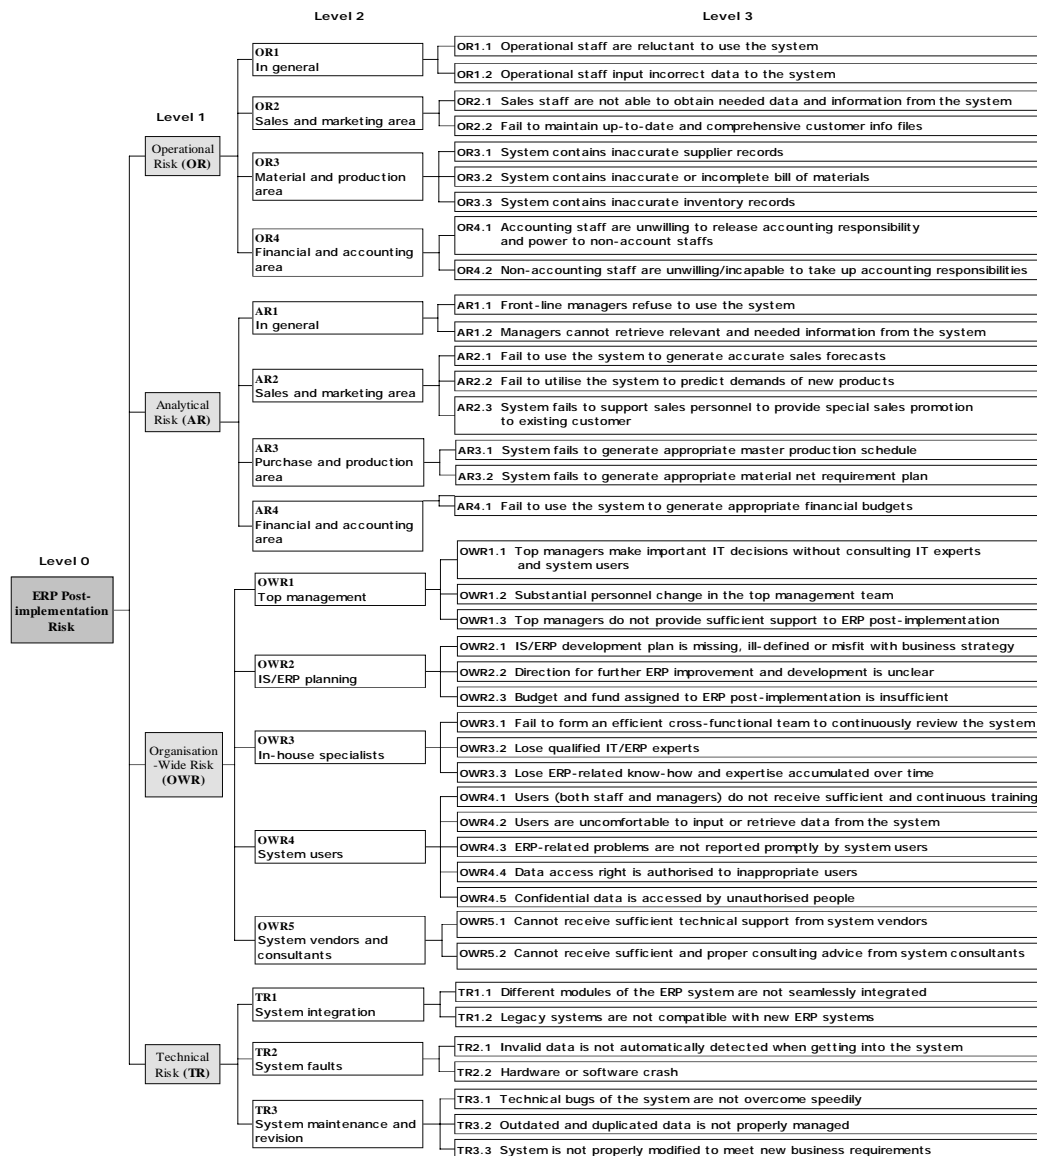 Level 2
Level 3
Level 1
Level 0
ERP Post-
implementation
Risk
Operational
Risk (OR)
OR1
In general
OR1.1 Operational staff are reluctant to use the system
OR1.2 Operational staff input incorrect data to the system
OR2
Sales and marketing area
OR2.1 Sales staff are not able to obtain needed data and information from the system
OR2.2 Fail to maintain up-to-date and comprehensive customer info files
OR3
Material and production
area
OR3.1 System contains inaccurate supplier records
OR3.2 System contains inaccurate or incomplete bill of materials
OR3.3 System contains inaccurate inventory records
OR4
Financial and accounting
area
OR4.1 Accounting staff are unwilling to release accounting responsibility
and power to non-account staffs
OR4.2 Non-accounting staff are unwilling/incapable to take up accounting responsibilities
Analytical
Risk (AR)
AR1
In general
AR1.1 Front-line managers refuse to use the system
AR1.2 Managers cannot retrieve relevant and needed information from the system
AR2
Sales and marketing area
AR2.1 Fail to use the system to generate accurate sales forecasts
AR2.2 Fail to utilise the system to predict demands of new products
AR2.3 System fails to support sales personnel to provide special sales promotion
to existing customer
AR3
Purchase and production
area
AR3.1 System fails to generate appropriate master production schedule
AR3.2 System fails to generate appropriate material net requirement plan
AR4
Financial and accounting
area
AR4.1 Fail to use the system to generate appropriate financial budgets
Organisation
-Wide Risk
(OWR)
OWR1
Top management
OWR1.1 Top managers make important IT decisions without consulting IT experts
and system users
OWR1.2 Substantial personnel change in the top management team
OWR1.3 Top managers do not provide sufficient support to ERP post-implementation
OWR2
IS/ERP planning
OWR2.1 IS/ERP development plan is missing, ill-defined or misfit with business strategy
OWR2.2 Direction for further ERP improvement and development is unclear
OWR2.3 Budget and fund assigned to ERP post-implementation is insufficient
OWR3
In-house specialists
OWR3.1 Fail to form an efficient cross-functional team to continuously review the system
OWR3.2 Lose qualified IT/ERP experts
OWR3.3 Lose ERP-related know-how and expertise accumulated over time
OWR4
System users
OWR4.1 Users (both staff and managers) do not receive sufficient and continuous training
OWR4.2 Users are uncomfortable to input or retrieve data from the system
OWR4.3 ERP-related problems are not reported promptly by system users
OWR4.4 Data access right is authorised to inappropriate users
OWR4.5 Confidential data is accessed by unauthorised people
OWR5
System vendors and
consultants
OWR5.1 Cannot receive sufficient technical support from system vendors
OWR5.2 Cannot receive sufficient and proper consulting advice from system consultants
Technical
Risk (TR)
TR1
System integration
TR1.1 Different modules of the ERP system are not seamlessly integrated
TR1.2 Legacy systems are not compatible with new ERP systems
TR2
System faults
TR2.1 Invalid data is not automatically detected when getting into the system
TR2.2 Hardware or software crash
TR3
System maintenance and
revision
TR3.1 Technical bugs of the system are not overcome speedily
TR3.2 Outdated and duplicated data is not properly managed
TR3.3 System is not properly modified to meet new business requirements